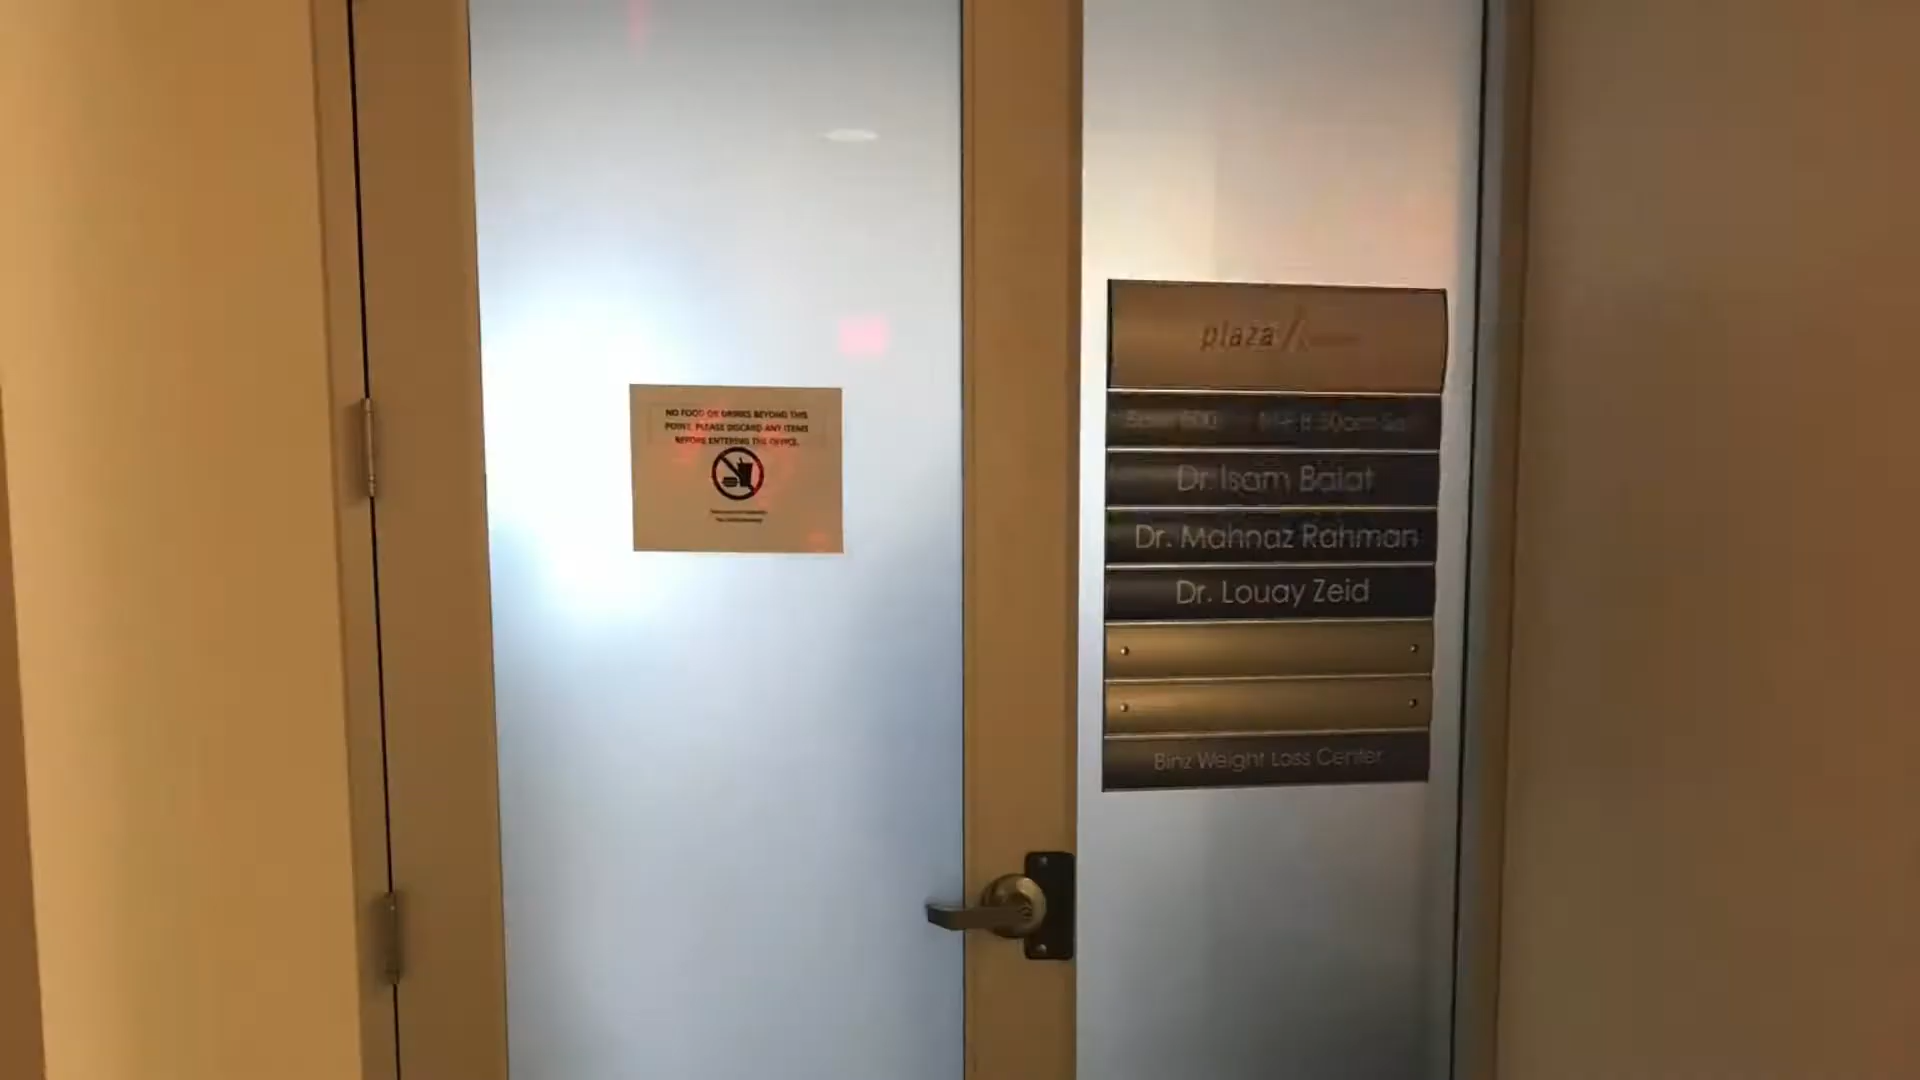 NO FOOD OR DRINKS BEYOND THIS
POINT. PLEASE DISCARD ANY ITEMS
BEFORE ENTERING THE OFFICE.
plaza
Dr. Isam Balat
Dr. Mahnaz Rahman
Dr. Louay Zeid
Binz Weight Loss Center